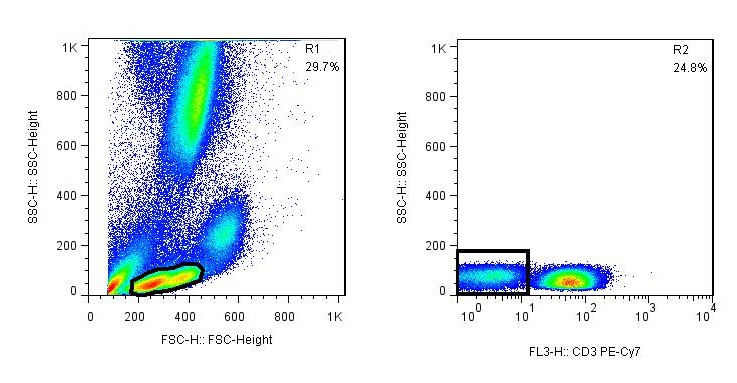 R1
29.7%
1K
800
600
400
200
0
0 200 400 600 800 1K
SSC-H:: SSC-Height
FSC-H:: FSC-Height
R2
24.8%
1K
800
600
400
200
0
10^0 10^1 10^2 10^3 10^4
SSC-H:: SSC-Height
FL3-H:: CD3 PE-Cy7